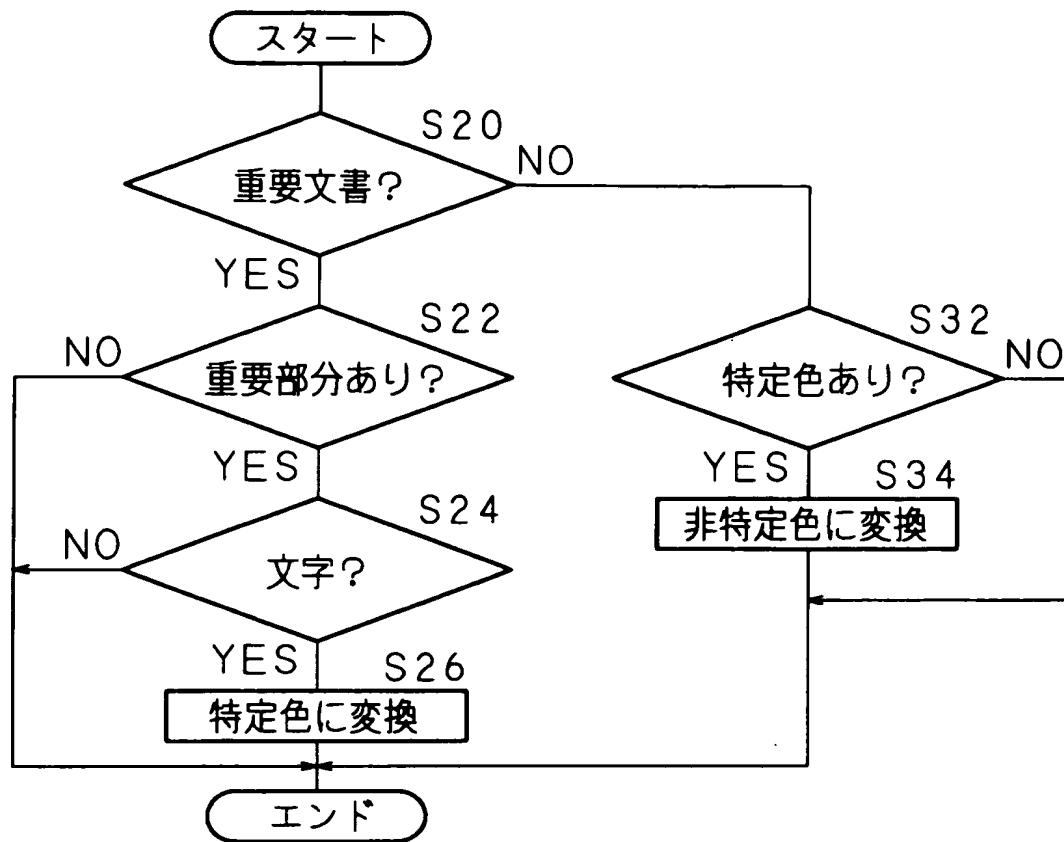 スタート
S20
重要文書?
NO
YES
S22
NO
重要部分あり?
YES
S32
NO
特定色あり?
YES
S34
非特定色に変換
S24
NO
文字?
YES
S26
特定色に変換
エンド